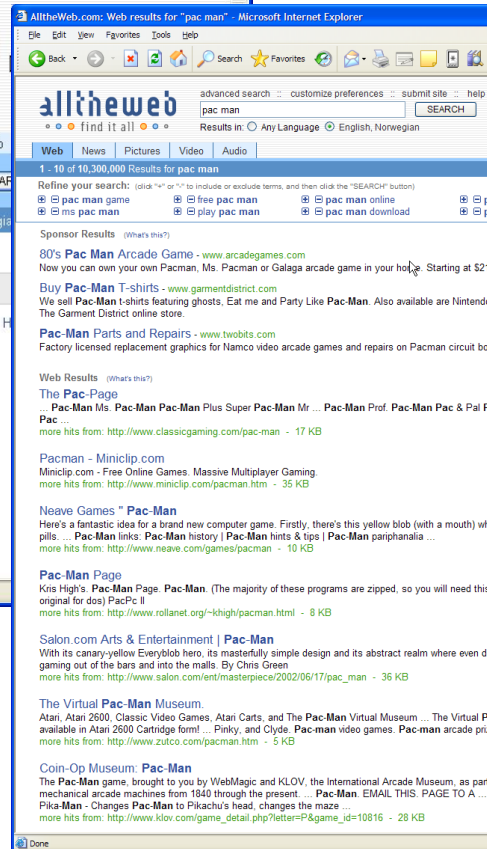 AlltheWeb.com: Web results for "pac man" - Microsoft Internet Explorer
File Edit View Favorites Tools Help
Back Search Favorites
advanced search :: customize preferences :: submit site :: help
alltheweb
find it all
pac man SEARCH
Results in: Any Language English, Norwegian
Web News Pictures Video Audio
1 - 10 of 10,300,000 Results for pac man
Refine your search: (click "+" or "-" to include or exclude terms, and then click the "SEARCH" button)
pac man game free pac man pac man online
ms pac man play pac man pac man download
Sponsor Results (What's this?)
80's Pac Man Arcade Game - www.arcadegames.com
Now you can own your own Pacman, Ms. Pacman or Galaga arcade game in your home. Starting at $21
Buy Pac-Man T-shirts - www.garmentdistrict.com
We sell Pac-Man t-shirts featuring ghosts, Eat me and Party Like Pac-Man. Also available are Nintend
The Garment District online store.
Pac-Man Parts and Repairs - www.twobits.com
Factory licensed replacement graphics for Namco video arcade games and repairs on Pacman circuit bo
Web Results (What's this?)
The Pac-Page
... Pac-Man Ms. Pac-Man Pac-Man Plus Super Pac-Man Mr ... Pac-Man Prof. Pac-Man Pac & Pal P
Pac ...
more hits from: http://www.classicgaming.com/pac-man - 17 KB
Pacman - Miniclip.com
Miniclip.com - Free Online Games. Massive Multiplayer Gaming.
more hits from: http://www.miniclip.com/pacman.htm - 35 KB
Neave Games " Pac-Man
Here's a fantastic idea for a brand new computer game. Firstly, there's this yellow blob (with a mouth) wh
pills. ... Pac-Man links: Pac-Man history | Pac-Man hints & tips | Pac-Man pariphanalia ...
more hits from: http://www.neave.com/games/pacman - 10 KB
Pac-Man Page
Kris High's. Pac-Man Page. Pac-Man. (The majority of these programs are zipped, so you will need this
original for dos) PacPc II
more hits from: http://www.rollanet.org/~khigh/pacman.html - 8 KB
Salon.com Arts & Entertainment | Pac-Man
With its canary-yellow Everyblob hero, its masterfully simple design and its abstract realm where even d
gaming out of the bars and into the malls. By Chris Green
more hits from: http://www.salon.com/ent/masterpiece/2002/06/17/pac_man - 36 KB
The Virtual Pac-Man Museum.
Atari, Atari 2600, Classic Video Games, Atari Carts, and The Pac-Man Virtual Museum ... The Virtual P
available in Atari 2600 Cartridge form! ... Pinky, and Clyde. Pac-man video games. Pac-man arcade pri
more hits from: http://www.zutco.com/pacman.htm - 5 KB
Coin-Op Museum: Pac-Man
The Pac-Man game, brought to you by WebMagic and KLOV, the International Arcade Museum, as part
mechanical arcade machines from 1840 through the present. ... Pac-Man. EMAIL THIS. PAGE TO A ...
Pika-Man - Changes Pac-Man to Pikachu's head, changes the maze ...
more hits from: http://www.klov.com/game_detail.php?letter=P&game_id=10816 - 28 KB
Done